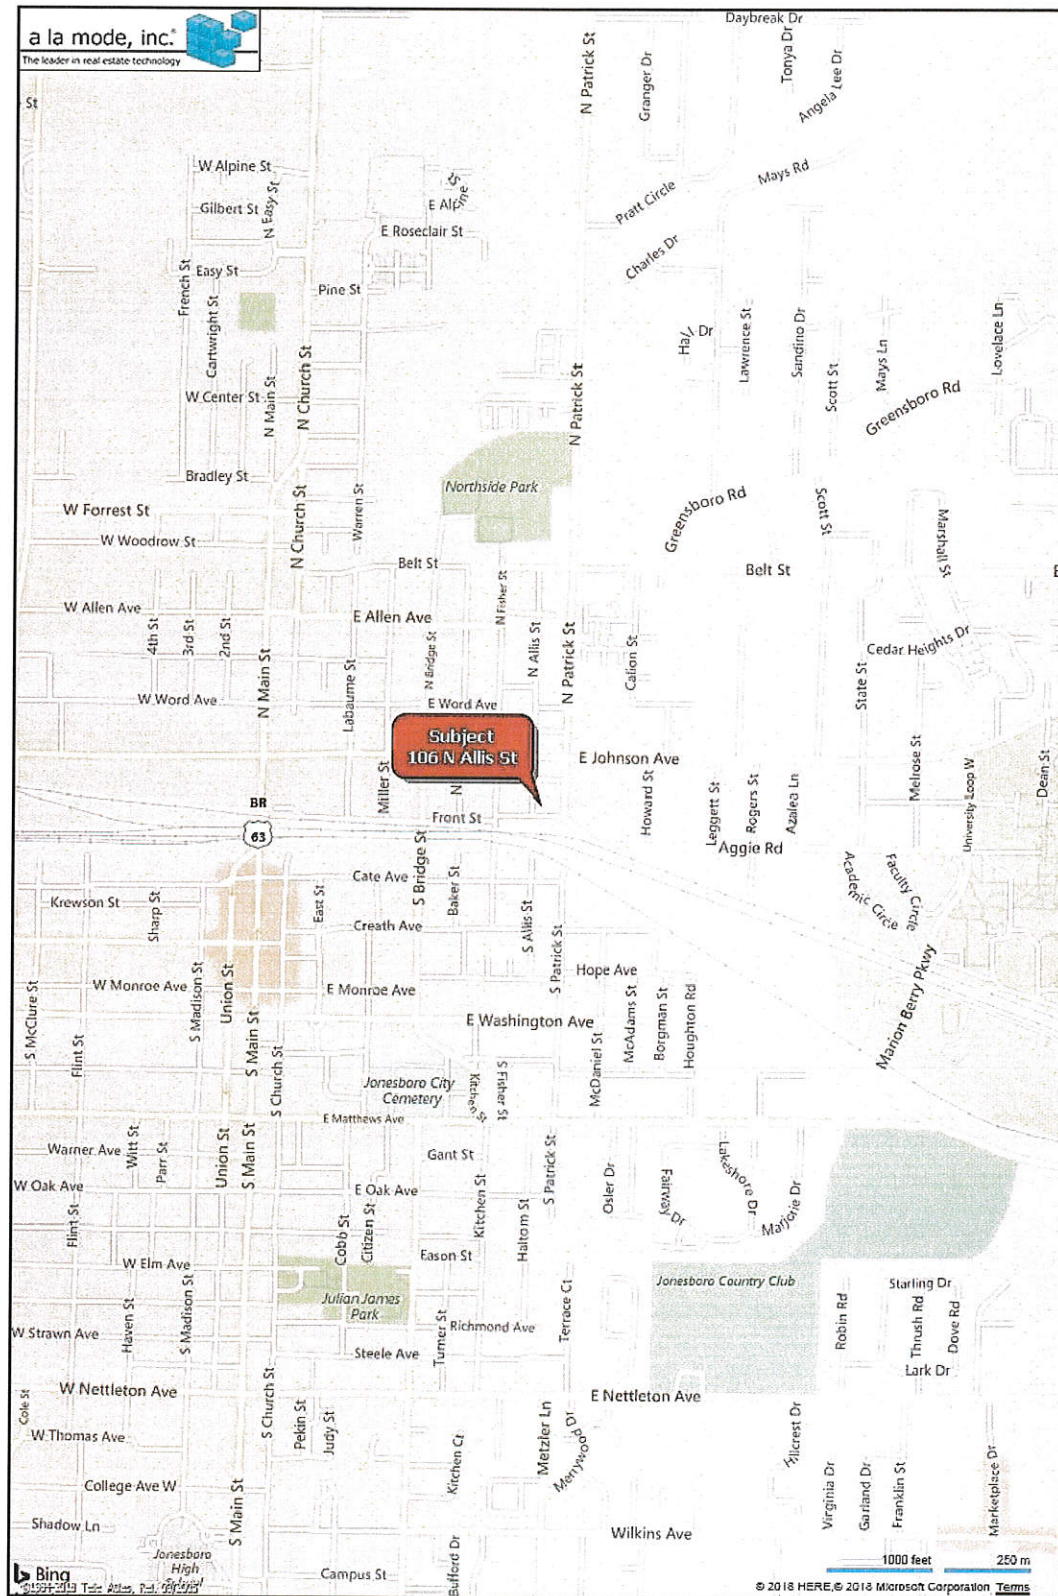 a la mode, inc.®
The leader in real estate technology
Daybreak Dr
N Patrick St
Granger Dr
Tonya Dr
Angela Lee Dr
St
W Alpine St
Gilbert St
N Easy St
E Alpine St
E Roseclair St
Pratt Circle
Mays Rd
Charles Dr
French St
Easy St
Pine St
Cartwright St
Hall Dr
Lawrence St
Sandino Dr
Scott St
Mays Ln
Lovelace Ln
W Center St
N Main St
N Church St
N Patrick St
Greensboro Rd
Bradley St
Northside Park
W Forrest St
N Church St
Warren St
Greensboro Rd
Scott St
Marshall St
W Woodrow St
Belt St
Belt St
E
W Allen Ave
E Allen Ave
N Fisher St
4th St
3rd St
2nd St
N Main St
Labaume St
N Bridge St
N Allis St
N Patrick St
Calion St
Cedar Heights Dr
State St
W Word Ave
E Word Ave
Subject
106 N Allis St
E Johnson Ave
Miller St
N
Howard St
Leggett St
Rogers St
Azalea Ln
Melrose St
University Loop W
Dean St
BR
63
Front St
Aggie Rd
S Bridge St
Cate Ave
Baker St
Academic Circle
Faculty Circle
Krewson St
Sharp St
East St
Creath Ave
S Allis St
S Patrick St
Hope Ave
W Monroe Ave
S Madison St
Union St
E Monroe Ave
Marion Berry Pkwy
S McClure St
Flint St
S Main St
S Church St
E Washington Ave
McAdams St
Borgman St
Houghton Rd
McDaniel St
Jonesboro City
Cemetery
Kitchen St
S Fisher St
E Matthews Ave
Warner Ave
Witt St
Parr St
Union St
S Main St
Gant St
S Patrick St
Lakeshore Dr
W Oak Ave
E Oak Ave
Kitchen St
Osler Dr
Fairway Dr
Marjorie Dr
Flint St
Cobb St
Citizen St
Haltom St
W Elm Ave
Eason St
Julian James
Park
Jonesboro Country Club
Starling Dr
Haven St
S Madison St
Terrace Ct
Robin Rd
Thrush Rd
Dove Rd
W Strawn Ave
Turner St
Richmond Ave
Steele Ave
Lark Dr
W Nettleton Ave
E Nettleton Ave
Cole St
S Church St
Pekin St
Judy St
Metzler Ln
Merrywood Dr
Hillcrest Dr
W Thomas Ave
Kitchen Ct
College Ave W
S Main St
Virginia Dr
Garland Dr
Franklin St
Marketplace Dr
Shadow Ln
Wilkins Ave
Jonesboro
High
School
Campus St
Bufford Dr
Bing
1000 feet
250 m
© 2018 HERE,© 2018 Microsoft Corporation Terms